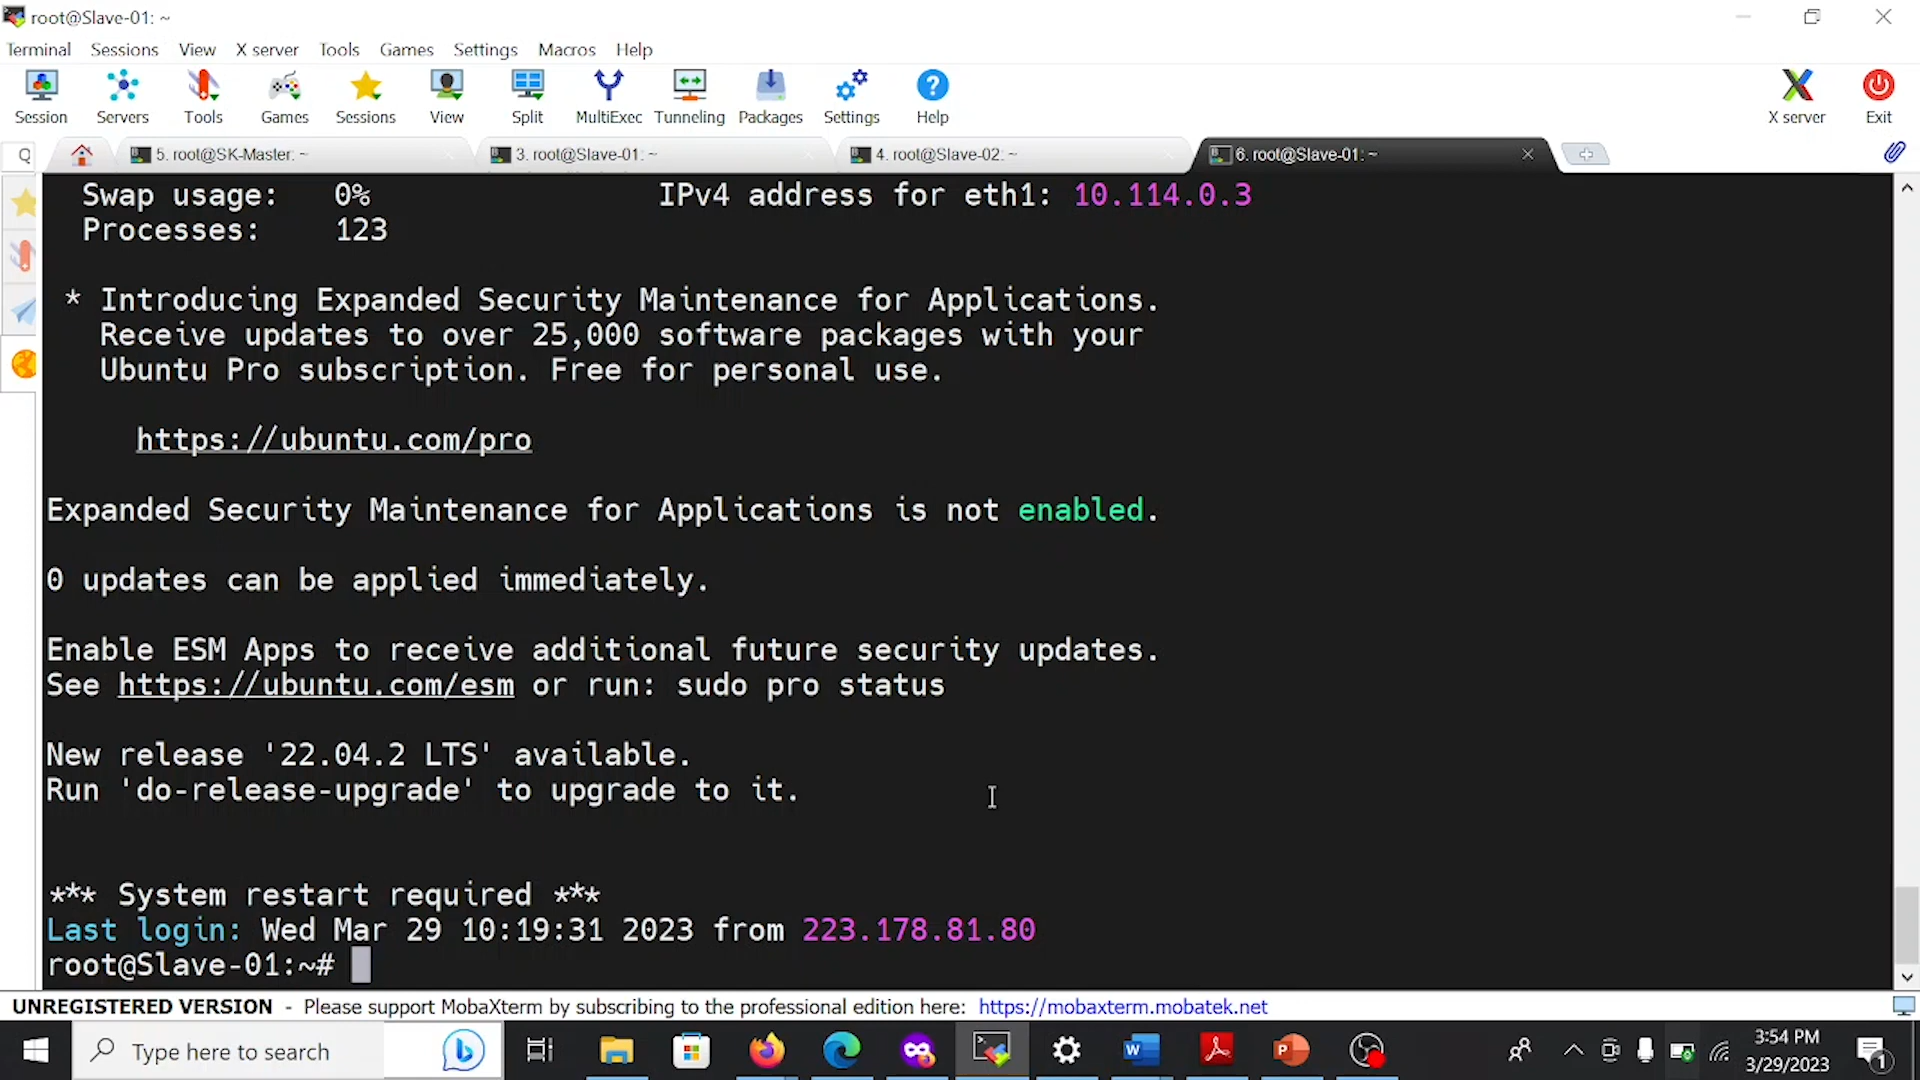 root@Slave-01: ~
Terminal Sessions View X server Tools Games Settings Macros Help
Session Servers Tools Games Sessions View Split MultiExec Tunneling Packages Settings Help X server Exit
5. root@SK-Master: ~ 3. root@Slave-01: ~ 4. root@Slave-02: ~ 6. root@Slave-01: ~
Swap usage: 0% IPv4 address for eth1: 10.114.0.3
Processes: 123
* Introducing Expanded Security Maintenance for Applications.
Receive updates to over 25,000 software packages with your
Ubuntu Pro subscription. Free for personal use.
https://ubuntu.com/pro
Expanded Security Maintenance for Applications is not enabled.
0 updates can be applied immediately.
Enable ESM Apps to receive additional future security updates.
See https://ubuntu.com/esm or run: sudo pro status
New release '22.04.2 LTS' available.
Run 'do-release-upgrade' to upgrade to it.
*** System restart required ***
Last login: Wed Mar 29 10:19:31 2023 from 223.178.81.80
root@Slave-01:~#
UNREGISTERED VERSION - Please support MobaXterm by subscribing to the professional edition here: https://mobaxterm.mobatek.net
Type here to search
3:54 PM
3/29/2023
1